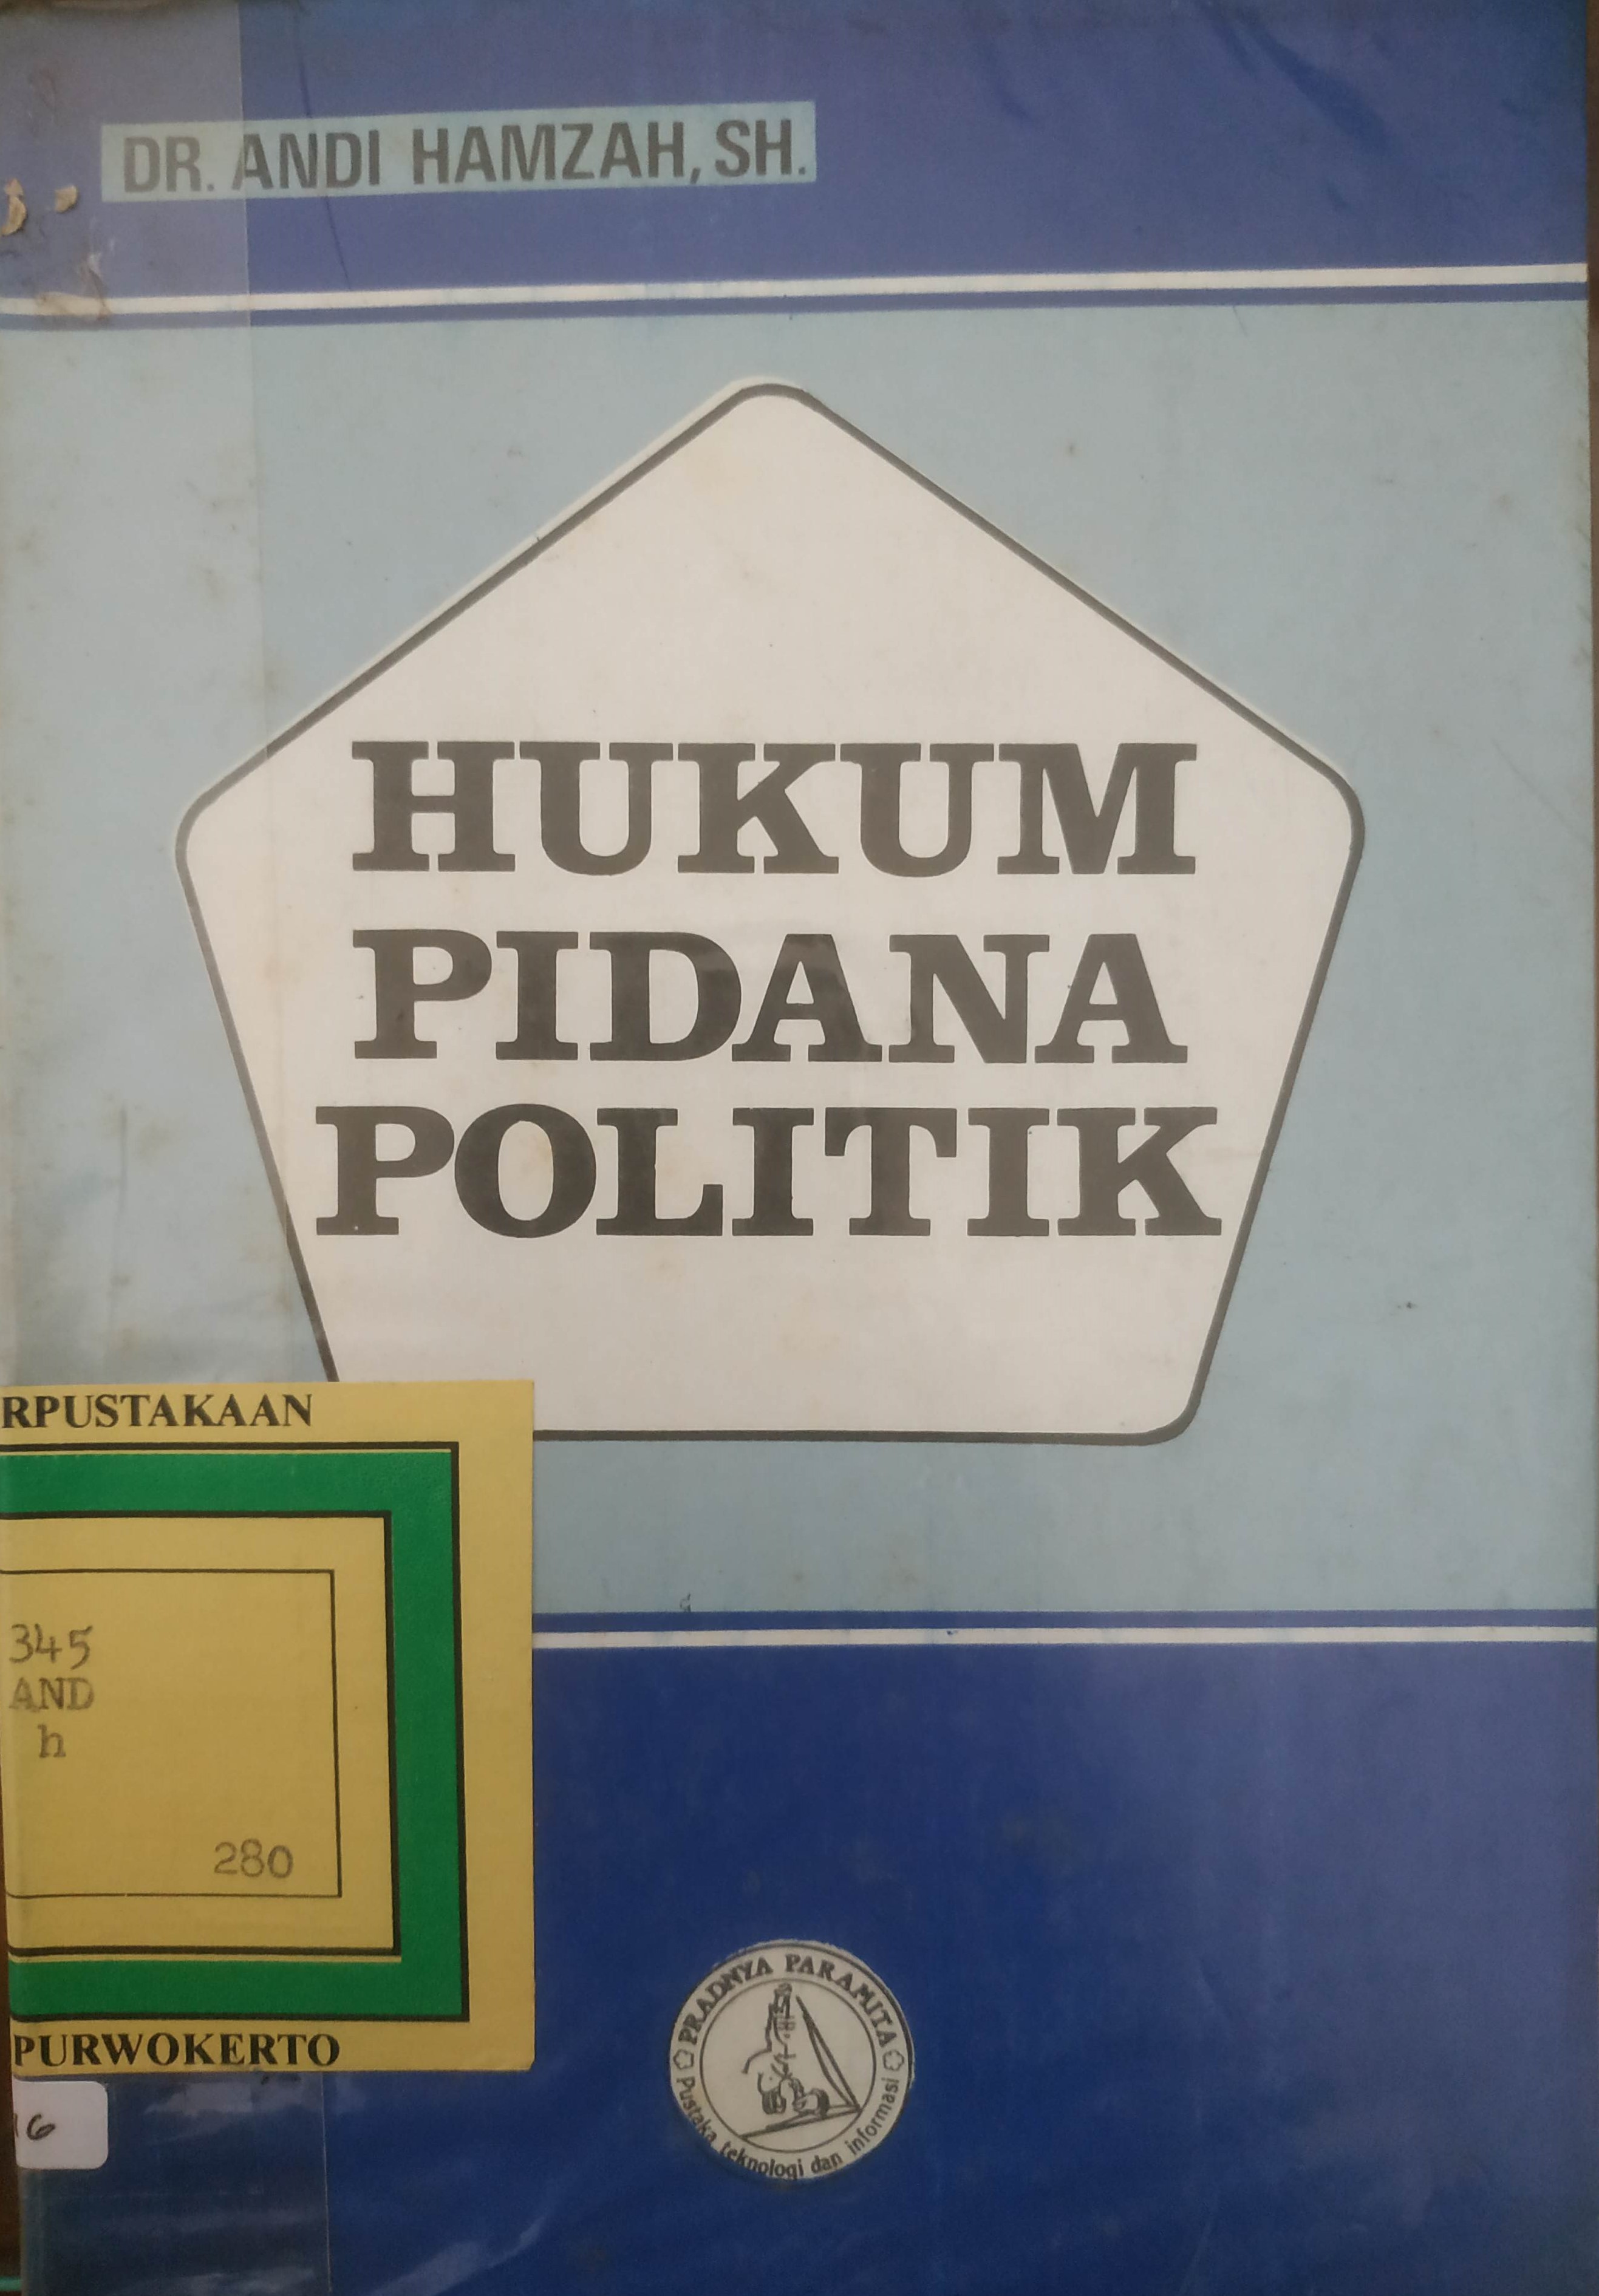 DR. ANDI HAMZAH, SH.
HUKUM
PIDANA
POLITIK
RPUSTAKAAN
345
AND
h
280
PURWOKERTO
16
PRADNYA PARAMITA
Pustaka teknologi dan informasi